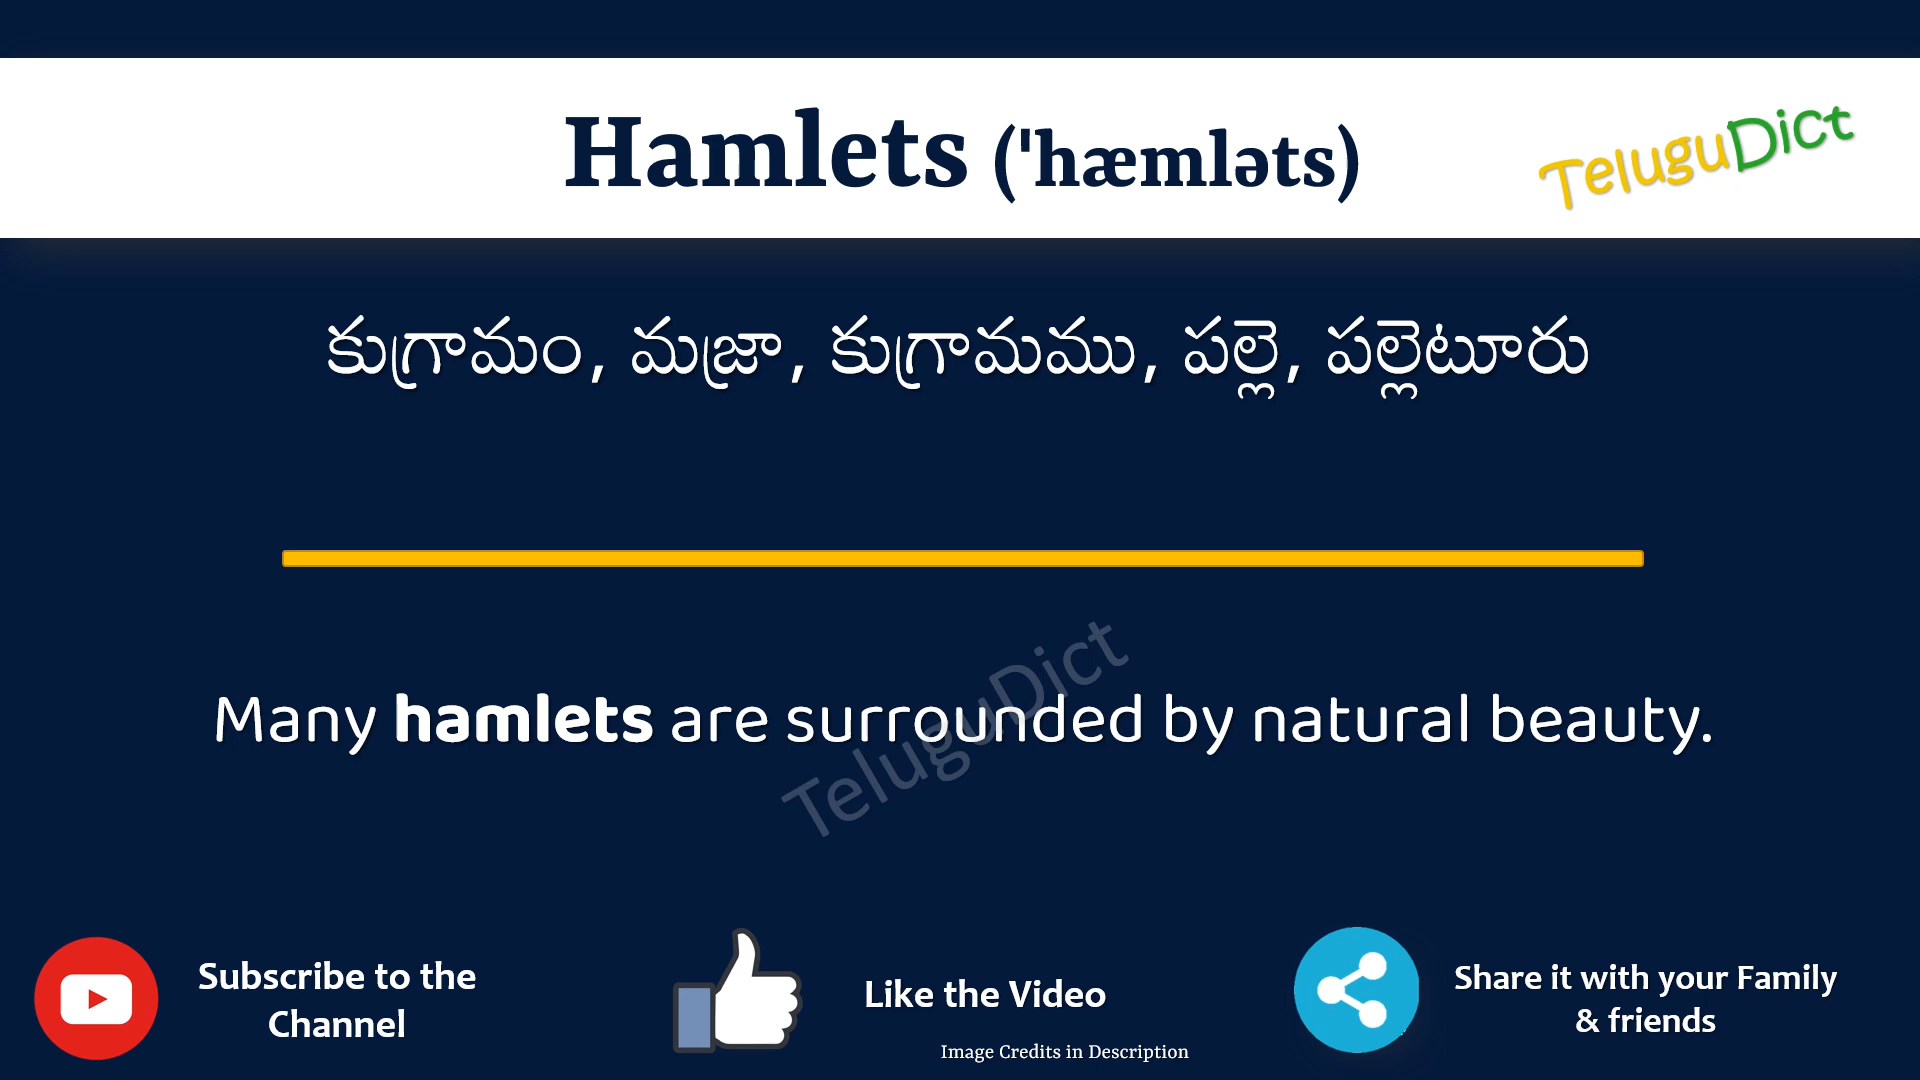 Hamlets ('hæmləts)
TeluguDict
కుగ్రామం, మజ్రా, కుగ్రామము, పల్లె, పల్లెటూరు
Many hamlets are surrounded by natural beauty.
TeluguDict
Subscribe to the
Channel
Like the Video
Share it with your Family
& friends
Image Credits in Description